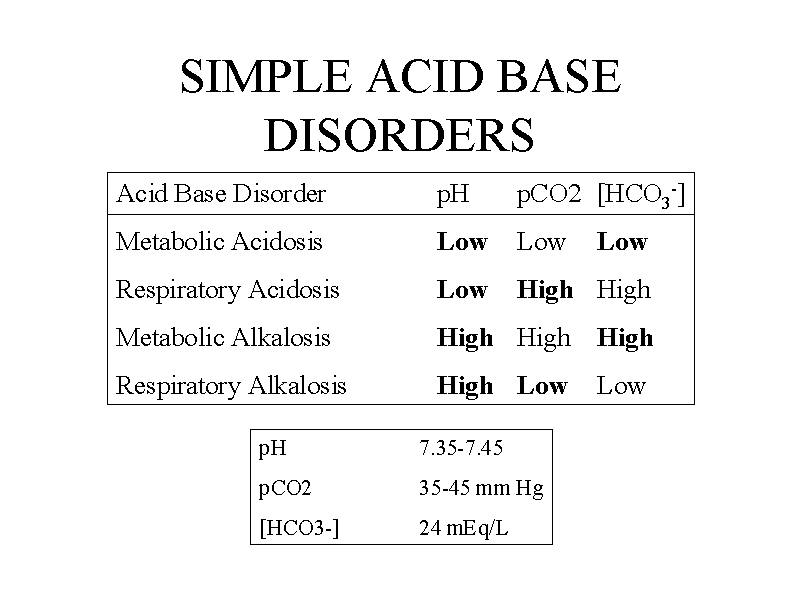 SIMPLE ACID BASE
DISORDERS
Acid Base Disorder pH pCO2 [HCO₃⁻]
Metabolic Acidosis Low Low Low
Respiratory Acidosis Low High High
Metabolic Alkalosis High High High
Respiratory Alkalosis High Low Low
pH 7.35-7.45
pCO2 35-45 mm Hg
[HCO3-] 24 mEq/L